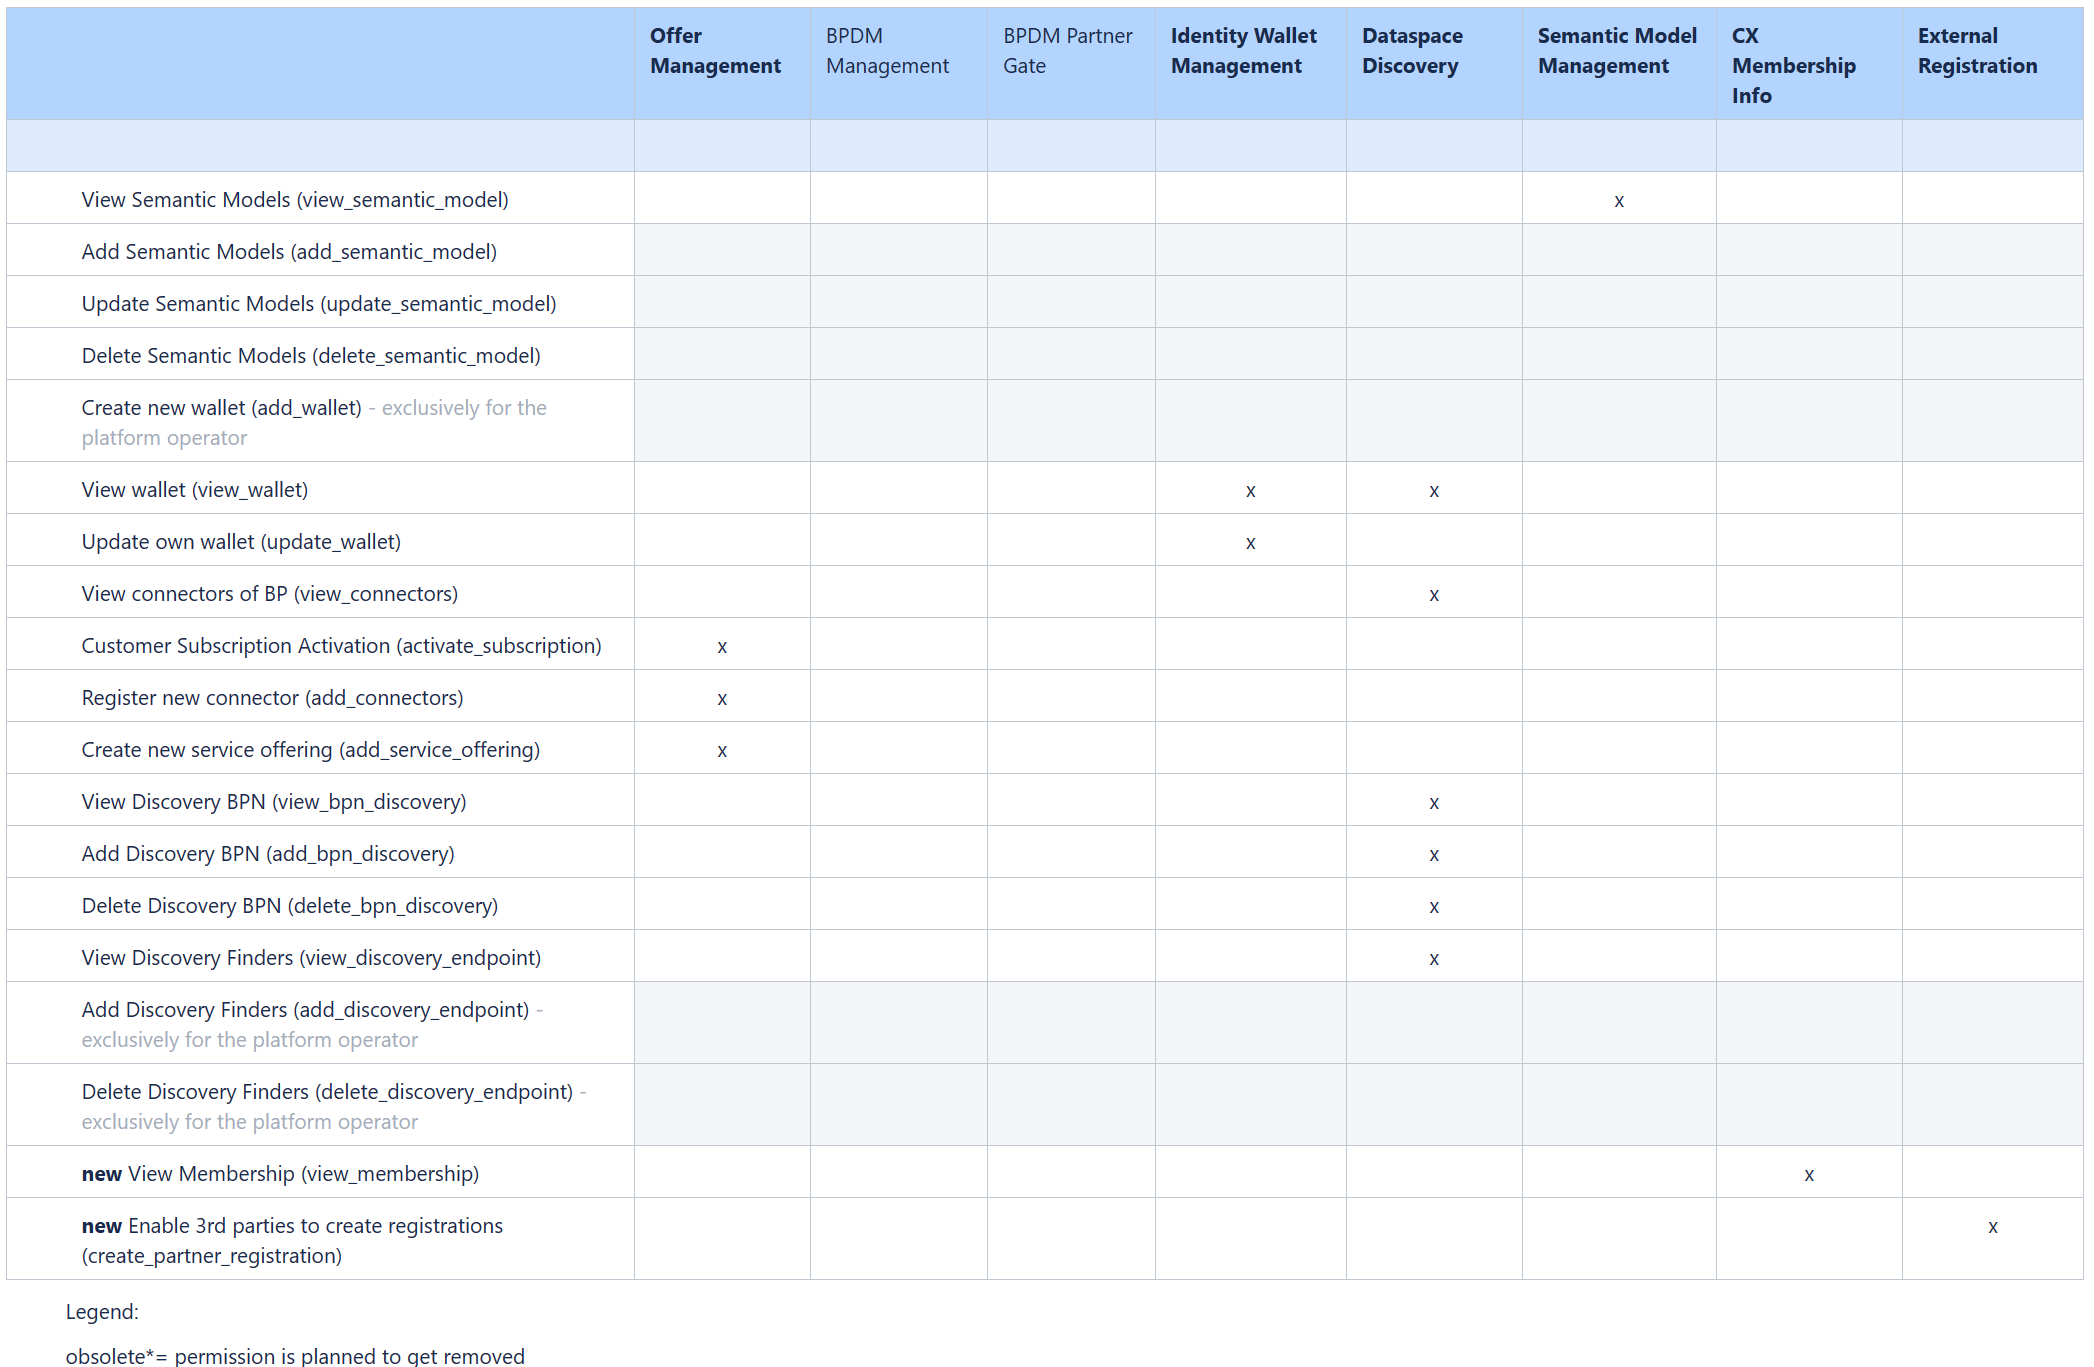 Offer Management
BPDM Management
BPDM Partner Gate
Identity Wallet Management
Dataspace Discovery
Semantic Model Management
CX Membership Info
External Registration
View Semantic Models (view_semantic_model) x
Add Semantic Models (add_semantic_model)
Update Semantic Models (update_semantic_model)
Delete Semantic Models (delete_semantic_model)
Create new wallet (add_wallet) - exclusively for the
platform operator
View wallet (view_wallet) x x
Update own wallet (update_wallet) x
View connectors of BP (view_connectors) x
Customer Subscription Activation (activate_subscription) x
Register new connector (add_connectors) x
Create new service offering (add_service_offering) x
View Discovery BPN (view_bpn_discovery) x
Add Discovery BPN (add_bpn_discovery) x
Delete Discovery BPN (delete_bpn_discovery) x
View Discovery Finders (view_discovery_endpoint) x
Add Discovery Finders (add_discovery_endpoint) -
exclusively for the platform operator
Delete Discovery Finders (delete_discovery_endpoint) -
exclusively for the platform operator
new View Membership (view_membership) x
new Enable 3rd parties to create registrations x
(create_partner_registration)
Legend:
obsolete*= permission is planned to get removed